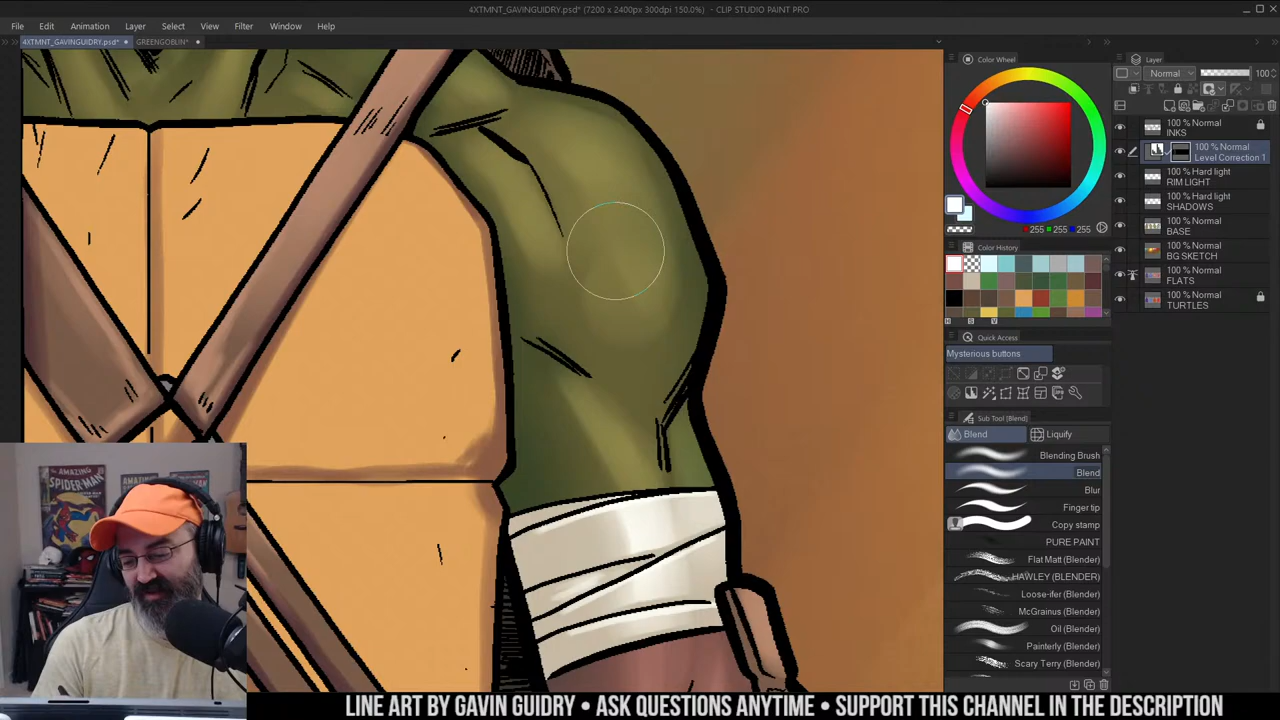 4XTMNT_GAVINGUIDRY.psd* (7200 x 2400px 300dpi 150.0%) - CLIP STUDIO PAINT PRO
File Edit Animation Layer Select View Filter Window Help
4XTMNT_GAVINGUIDRY.psd* GREENGOBLIN*
Color Wheel
255 255 255
Color History
H S V
Quick Access
Mysterious buttons
Sub Tool [Blend]
Blend Liquify
Blending Brush
Blend
Blur
Finger tip
Copy stamp
PURE PAINT
Flat Matt (Blender)
HAWLEY (BLENDER)
Loose-ifer (Blender)
McGrainus (Blender)
Oil (Blender)
Painterly (Blender)
Scary Terry (Blender)
Layer
Normal 100
100 % Normal
INKS
100 % Normal
Level Correction 1
100 % Hard light
RIM LIGHT
100 % Hard light
SHADOWS
100 % Normal
BASE
100 % Normal
BG SKETCH
100 % Normal
FLATS
100 % Normal
TURTLES
AMAZING
SPIDER-MAN
LINE ART BY GAVIN GUIDRY • ASK QUESTIONS ANYTIME • SUPPORT THIS CHANNEL IN THE DESCRIPTION